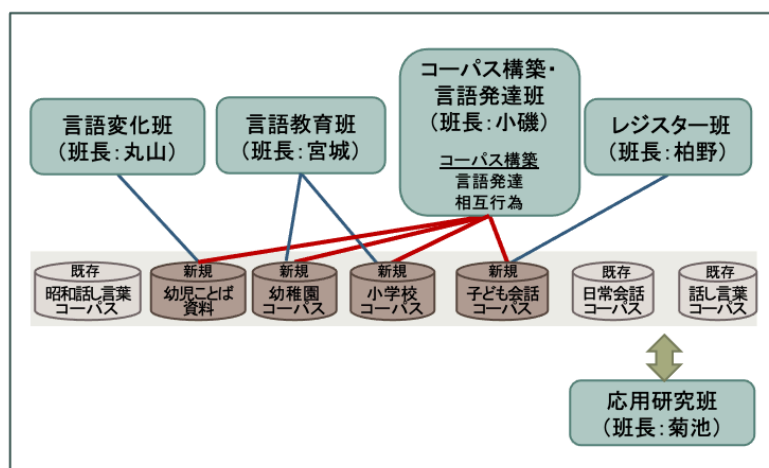 コーパス構築・
言語発達班
(班長:小磯)
コーパス構築
言語発達
相互行為
言語変化班
(班長:丸山)
言語教育班
(班長:宮城)
レジスター班
(班長:柏野)
既存
昭和話し言葉
コーパス
新規
幼児ことば
資料
新規
幼稚園
コーパス
新規
小学校
コーパス
新規
子ども会話
コーパス
既存
日常会話
コーパス
既存
話し言葉
コーパス
応用研究班
(班長:菊池)